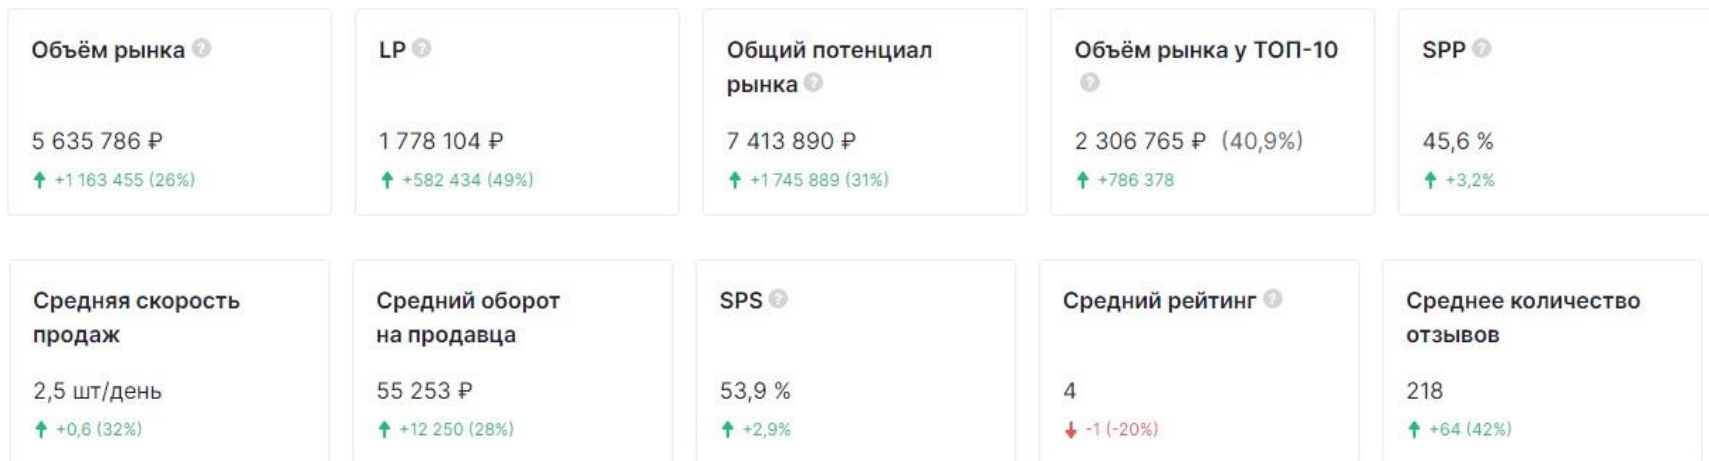 Объём рынка ?
5 635 786 ₽
+1 163 455 (26%)
LP ?
1 778 104 ₽
+582 434 (49%)
Общий потенциал
рынка ?
7 413 890 ₽
+1 745 889 (31%)
Объём рынка у ТОП-10
?
2 306 765 ₽ (40,9%)
+786 378
SPP ?
45,6 %
+3,2%
Средняя скорость
продаж
2,5 шт/день
+0,6 (32%)
Средний оборот
на продавца
55 253 ₽
+12 250 (28%)
SPS ?
53,9 %
+2,9%
Средний рейтинг ?
4
-1 (-20%)
Среднее количество
отзывов
218
+64 (42%)